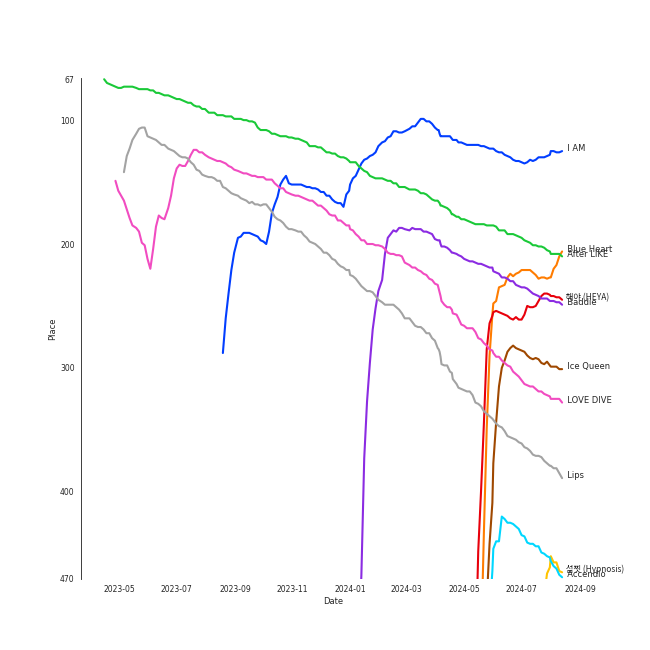 67
100
200
300
400
470
Place
2023-05
2023-07
2023-09
2023-11
2024-01
2024-03
2024-05
2024-07
2024-09
Date
I AM
Blue Heart
After LIKE
해야 (HEYA)
Baddie
Ice Queen
LOVE DIVE
Lips
(Hypnosis)
Accendio